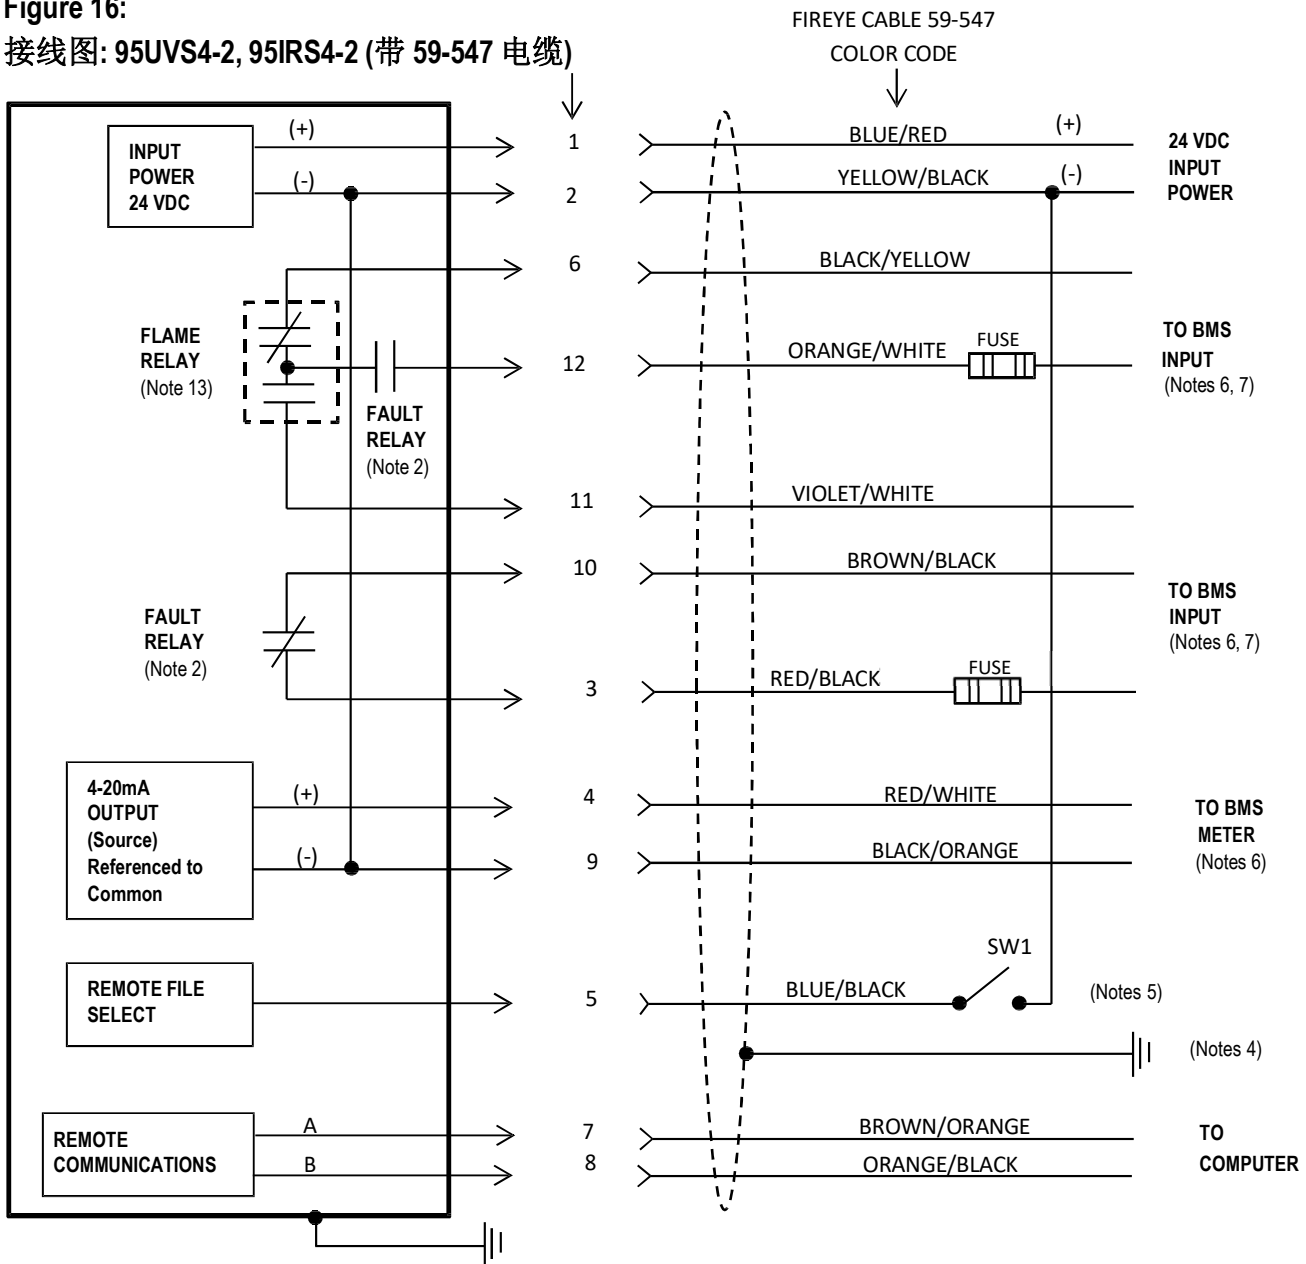 Figure 16:
接线图: 95UVS4-2, 95IRS4-2 (带 59-547 电缆)
FIREYE CABLE 59-547
COLOR CODE
INPUT
POWER
24 VDC
(+)
(-)
1
2
BLUE/RED
(+)
YELLOW/BLACK
(-)
24 VDC
INPUT
POWER
6
BLACK/YELLOW
FLAME
RELAY
(Note 13)
FAULT
RELAY
(Note 2)
12
ORANGE/WHITE
FUSE
TO BMS
INPUT
(Notes 6, 7)
11
VIOLET/WHITE
10
BROWN/BLACK
FAULT
RELAY
(Note 2)
3
RED/BLACK
FUSE
TO BMS
INPUT
(Notes 6, 7)
4-20mA
OUTPUT
(Source)
Referenced to
Common
(+)
(-)
4
9
RED/WHITE
BLACK/ORANGE
TO BMS
METER
(Notes 6)
REMOTE FILE
SELECT
5
BLUE/BLACK
SW1
(Notes 5)
(Notes 4)
REMOTE
COMMUNICATIONS
A
B
7
8
BROWN/ORANGE
ORANGE/BLACK
TO
COMPUTER